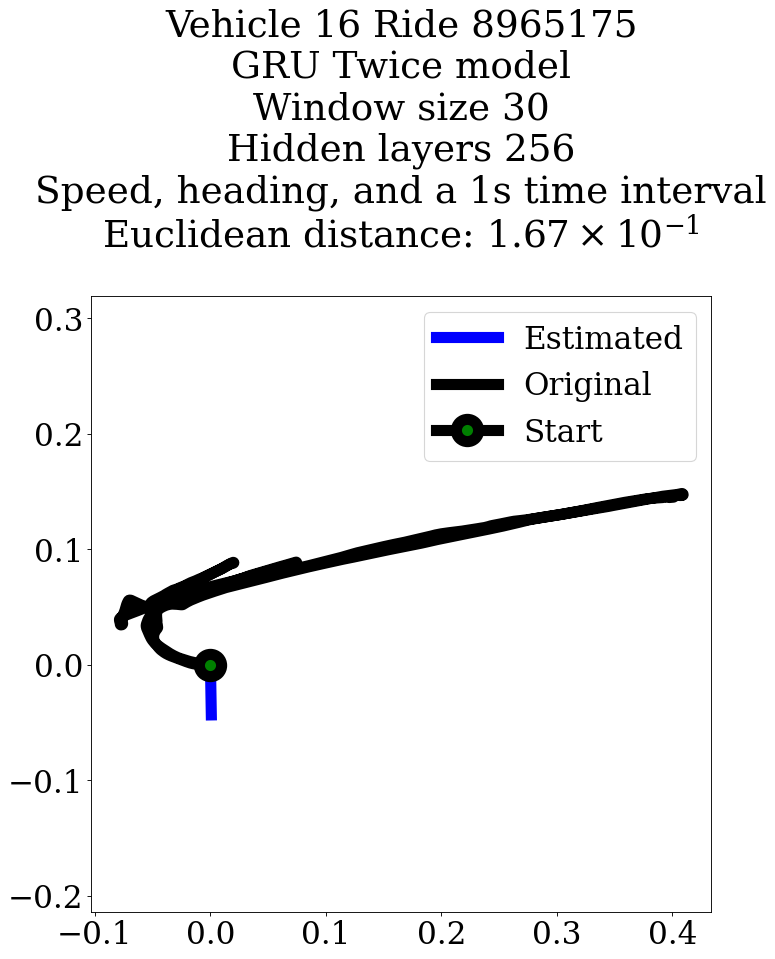 Vehicle 16 Ride 8965175
GRU Twice model
Window size 30
Hidden layers 256
Speed, heading, and a 1s time interval
Euclidean distance: 1.67 × 10⁻¹
0.3
0.2
0.1
0.0
−0.1
−0.2
Estimated
Original
Start
−0.1
0.0
0.1
0.2
0.3
0.4